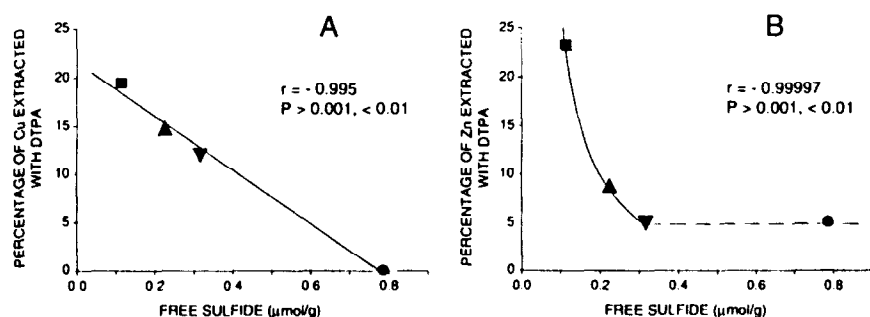 A
PERCENTAGE OF Cu EXTRACTED
WITH DTPA
25
20
15
10
5
0
r = - 0.995
P > 0.001, < 0.01
0.0 0.2 0.4 0.6 0.8
FREE SULFIDE (μmol/g)
B
PERCENTAGE OF Zn EXTRACTED
WITH DTPA
25
20
15
10
5
0
r = - 0.99997
P > 0.001, < 0.01
0.0 0.2 0.4 0.6 0.8
FREE SULFIDE (μmol/g)